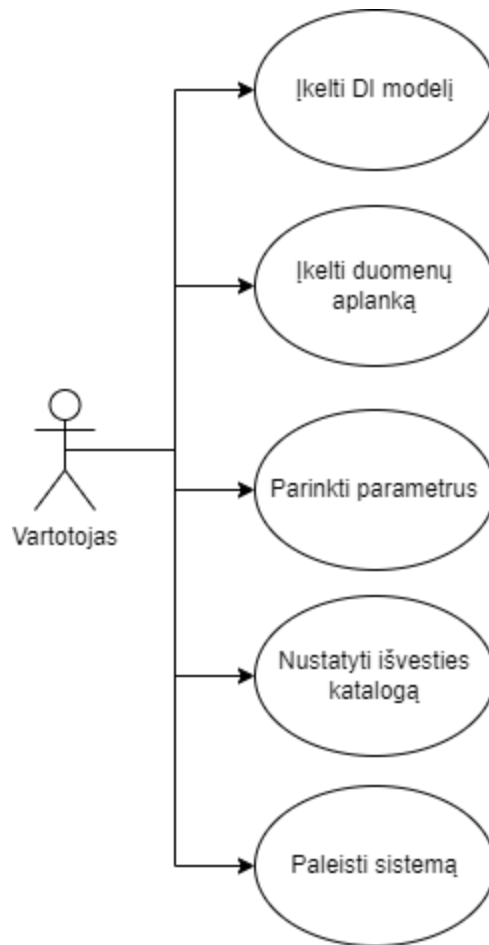 Įkelti DI modelį
Įkelti duomenų
aplanką
Parinkti parametrus
Vartotojas
Nustatyti išvesties
katalogą
Paleisti sistemą